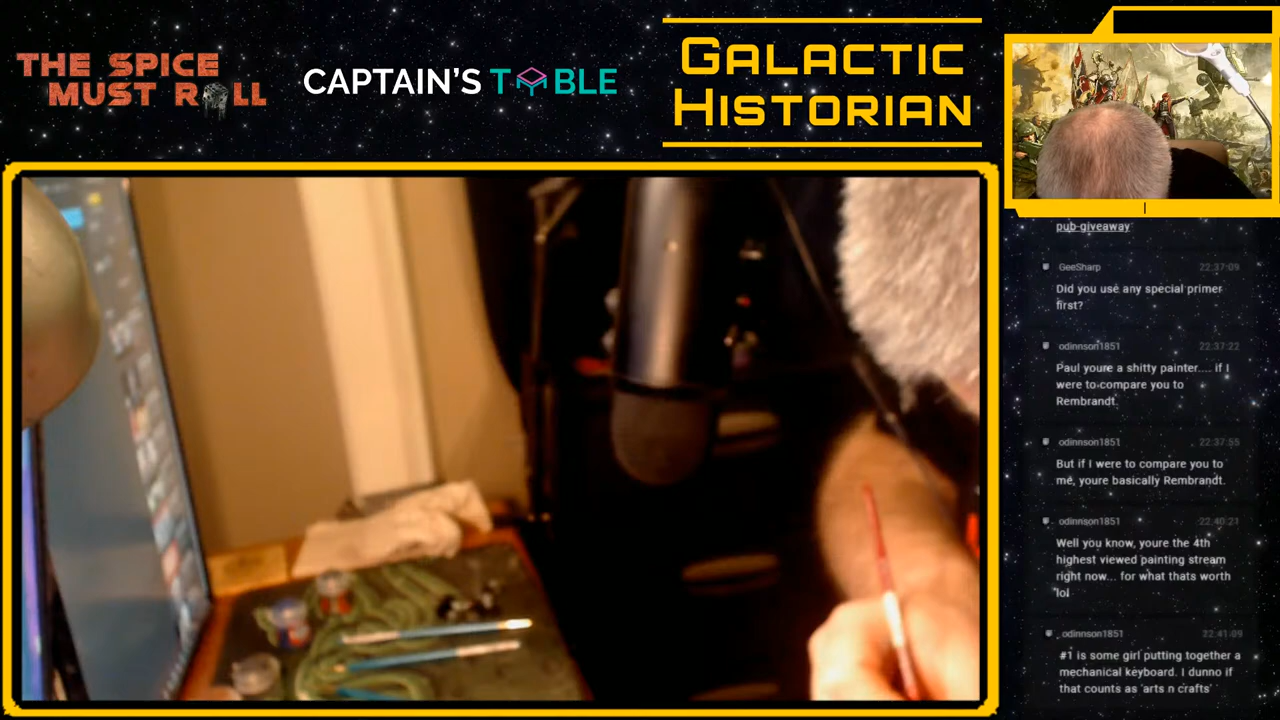 THE SPICE
MUST ROLL
CAPTAIN'S TABLE
GALACTIC
HISTORIAN
pub-giveaway
GeeSharp 22:37:09
Did you use any special primer
first?
odinnson1851 22:37:22
Paul youre a shitty painter.... if I
were to compare you to
Rembrandt.
odinnson1851 22:37:55
But if I were to compare you to
me, youre basically Rembrandt.
odinnson1851 22:40:21
Well you know, youre the 4th
highest viewed painting stream
right now... for what thats worth
lol
odinnson1851 22:41:09
#1 is some girl putting together a
mechanical keyboard. I dunno if
that counts as 'arts n crafts'